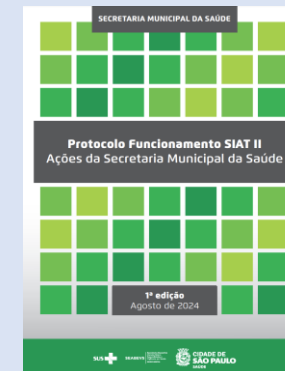 SECRETARIA MUNICIPAL DA SAÚDE
Protocolo Funcionamento SIAT II
Ações da Secretaria Municipal da Saúde
1ª edição
Agosto de 2024
SUS
CIDADE DE
SÃO PAULO
SAÚDE